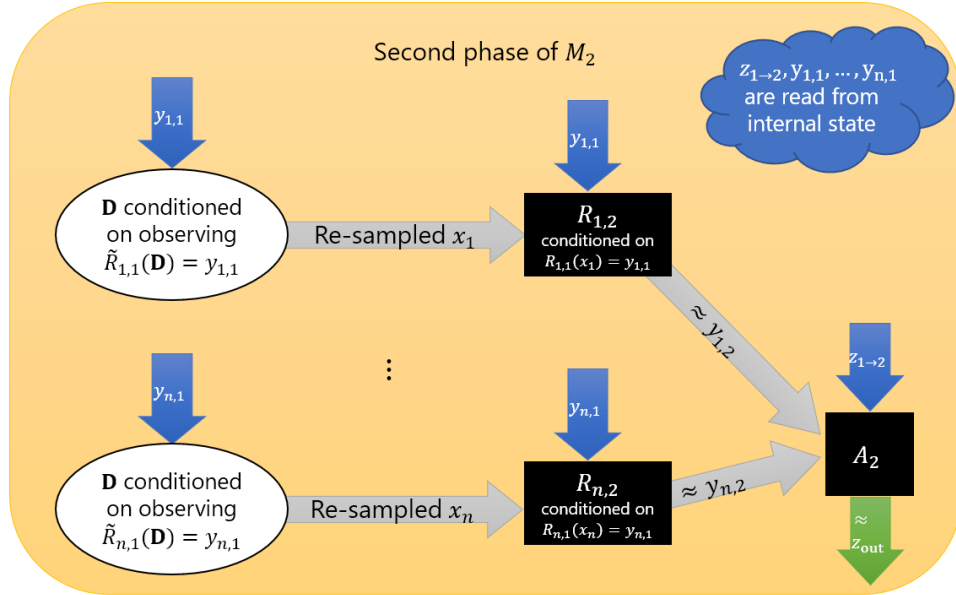 Second phase of M₂
z₁→₂, y₁,₁, … , yₙ,₁
are read from
internal state
y₁,₁
y₁,₁
D conditioned
on observing
R̃₁,₁(D) = y₁,₁
Re-sampled x₁
R₁,₂
conditioned on
R₁,₁(x₁) = y₁,₁
≈ y₁,₂
⋮
yₙ,₁
yₙ,₁
z₁→₂
D conditioned
on observing
R̃ₙ,₁(D) = yₙ,₁
Re-sampled xₙ
Rₙ,₂
conditioned on
Rₙ,₁(xₙ) = yₙ,₁
≈ yₙ,₂
A₂
≈
z_out